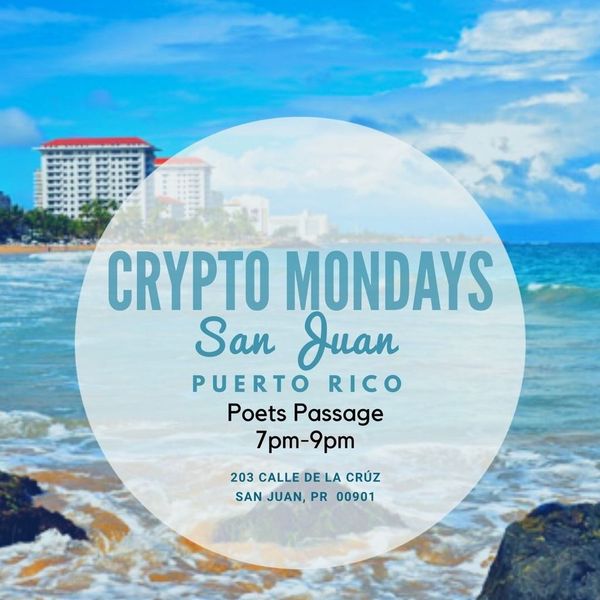 CRYPTO MONDAYS
San Juan
PUERTO RICO
Poets Passage
7pm-9pm
203 CALLE DE LA CRÚZ
SAN JUAN, PR 00901